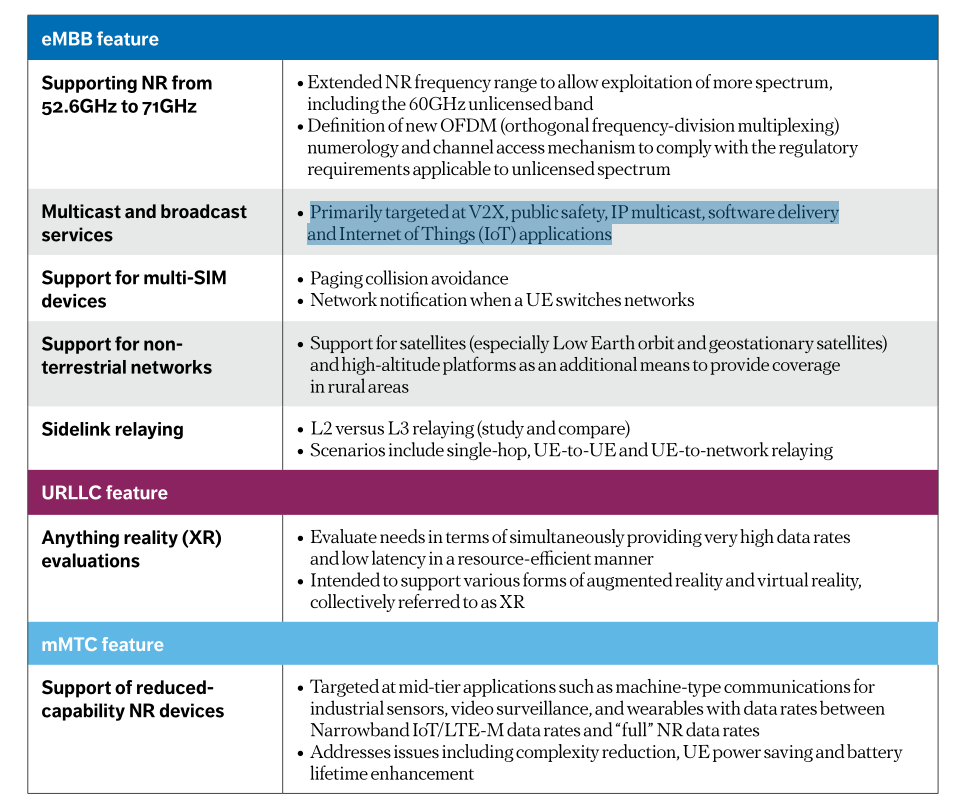 eMBB feature
Supporting NR from
52.6GHz to 71GHz
• Extended NR frequency range to allow exploitation of more spectrum,
including the 60GHz unlicensed band
• Definition of new OFDM (orthogonal frequency-division multiplexing)
numerology and channel access mechanism to comply with the regulatory
requirements applicable to unlicensed spectrum
Multicast and broadcast
services
• Primarily targeted at V2X, public safety, IP multicast, software delivery
and Internet of Things (IoT) applications
Support for multi-SIM
devices
• Paging collision avoidance
• Network notification when a UE switches networks
Support for non-
terrestrial networks
• Support for satellites (especially Low Earth orbit and geostationary satellites)
and high-altitude platforms as an additional means to provide coverage
in rural areas
Sidelink relaying
• L2 versus L3 relaying (study and compare)
• Scenarios include single-hop, UE-to-UE and UE-to-network relaying
URLLC feature
Anything reality (XR)
evaluations
• Evaluate needs in terms of simultaneously providing very high data rates
and low latency in a resource-efficient manner
• Intended to support various forms of augmented reality and virtual reality,
collectively referred to as XR
mMTC feature
Support of reduced-
capability NR devices
• Targeted at mid-tier applications such as machine-type communications for
industrial sensors, video surveillance, and wearables with data rates between
Narrowband IoT/LTE-M data rates and “full” NR data rates
• Addresses issues including complexity reduction, UE power saving and battery
lifetime enhancement